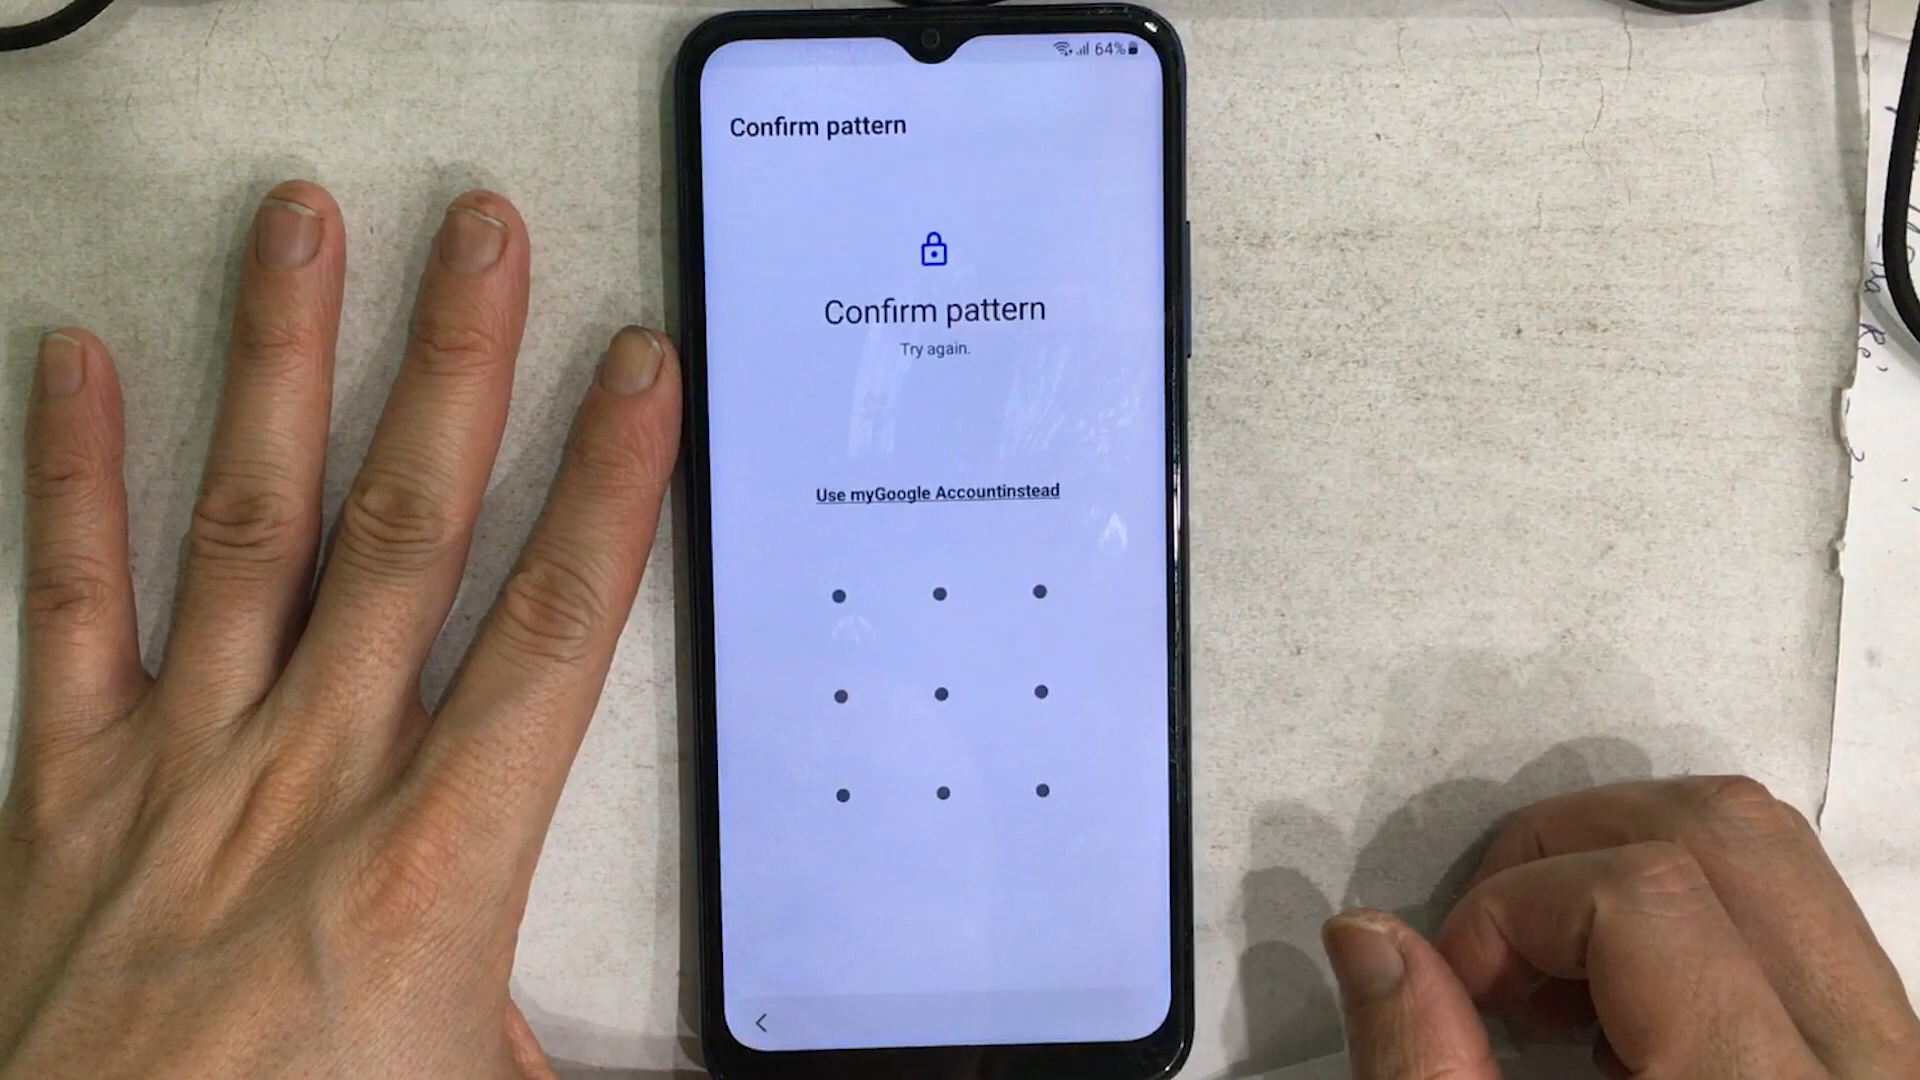 64%
Confirm pattern
Confirm pattern
Try again.
Use myGoogle Accountinstead